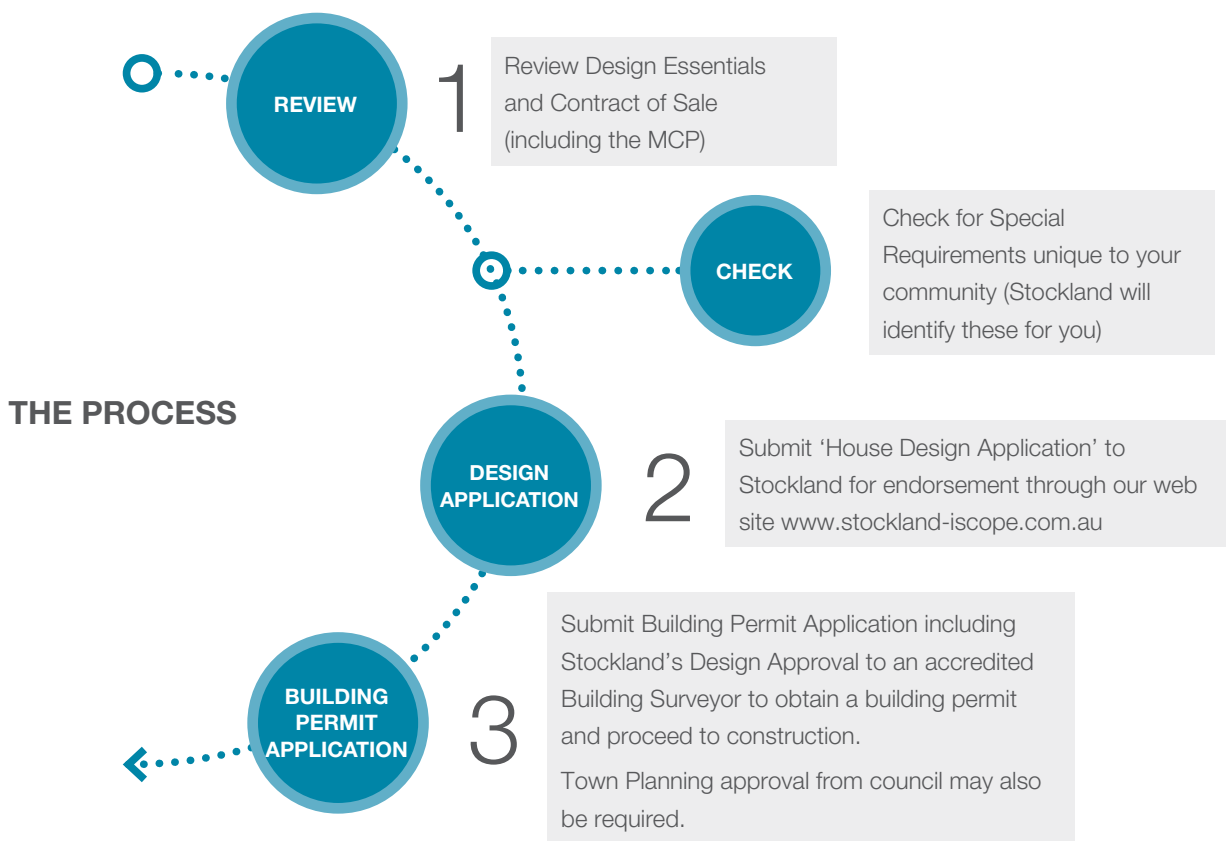 REVIEW
1
Review Design Essentials
and Contract of Sale
(including the MCP)
CHECK
Check for Special
Requirements unique to your
community (Stockland will
identify these for you)
THE PROCESS
DESIGN
APPLICATION
2
Submit ‘House Design Application’ to
Stockland for endorsement through our web
site www.stockland-iscope.com.au
BUILDING
PERMIT
APPLICATION
3
Submit Building Permit Application including
Stockland’s Design Approval to an accredited
Building Surveyor to obtain a building permit
and proceed to construction.
Town Planning approval from council may also
be required.